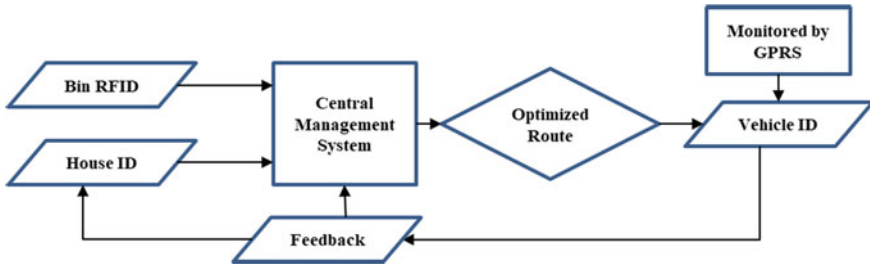 Monitored by
GPRS
Bin RFID
Central
Management
System
Optimized
Route
Vehicle ID
House ID
Feedback